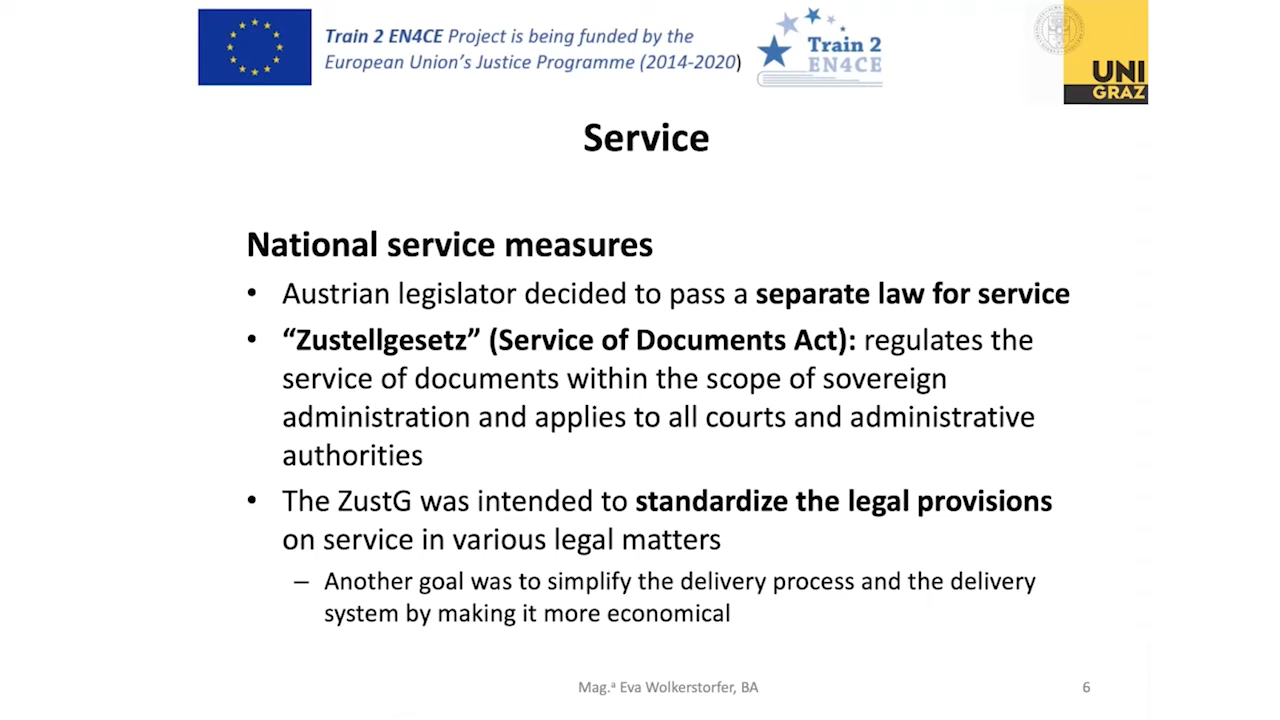 Train 2 EN4CE Project is being funded by the
European Union's Justice Programme (2014-2020)
Train 2
EN4CE
UNI
GRAZ
Service
National service measures
• Austrian legislator decided to pass a separate law for service
• “Zustellgesetz” (Service of Documents Act): regulates the
service of documents within the scope of sovereign
administration and applies to all courts and administrative
authorities
• The ZustG was intended to standardize the legal provisions
on service in various legal matters
– Another goal was to simplify the delivery process and the delivery
system by making it more economical
Mag.ª Eva Wolkerstorfer, BA
6